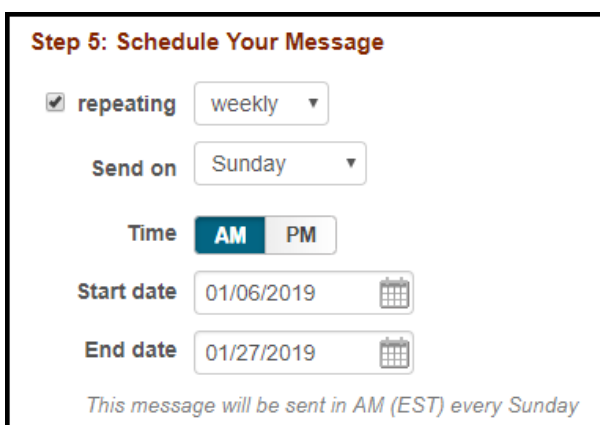 Step 5: Schedule Your Message
repeating weekly
Send on Sunday
Time AM PM
Start date 01/06/2019
End date 01/27/2019
This message will be sent in AM (EST) every Sunday